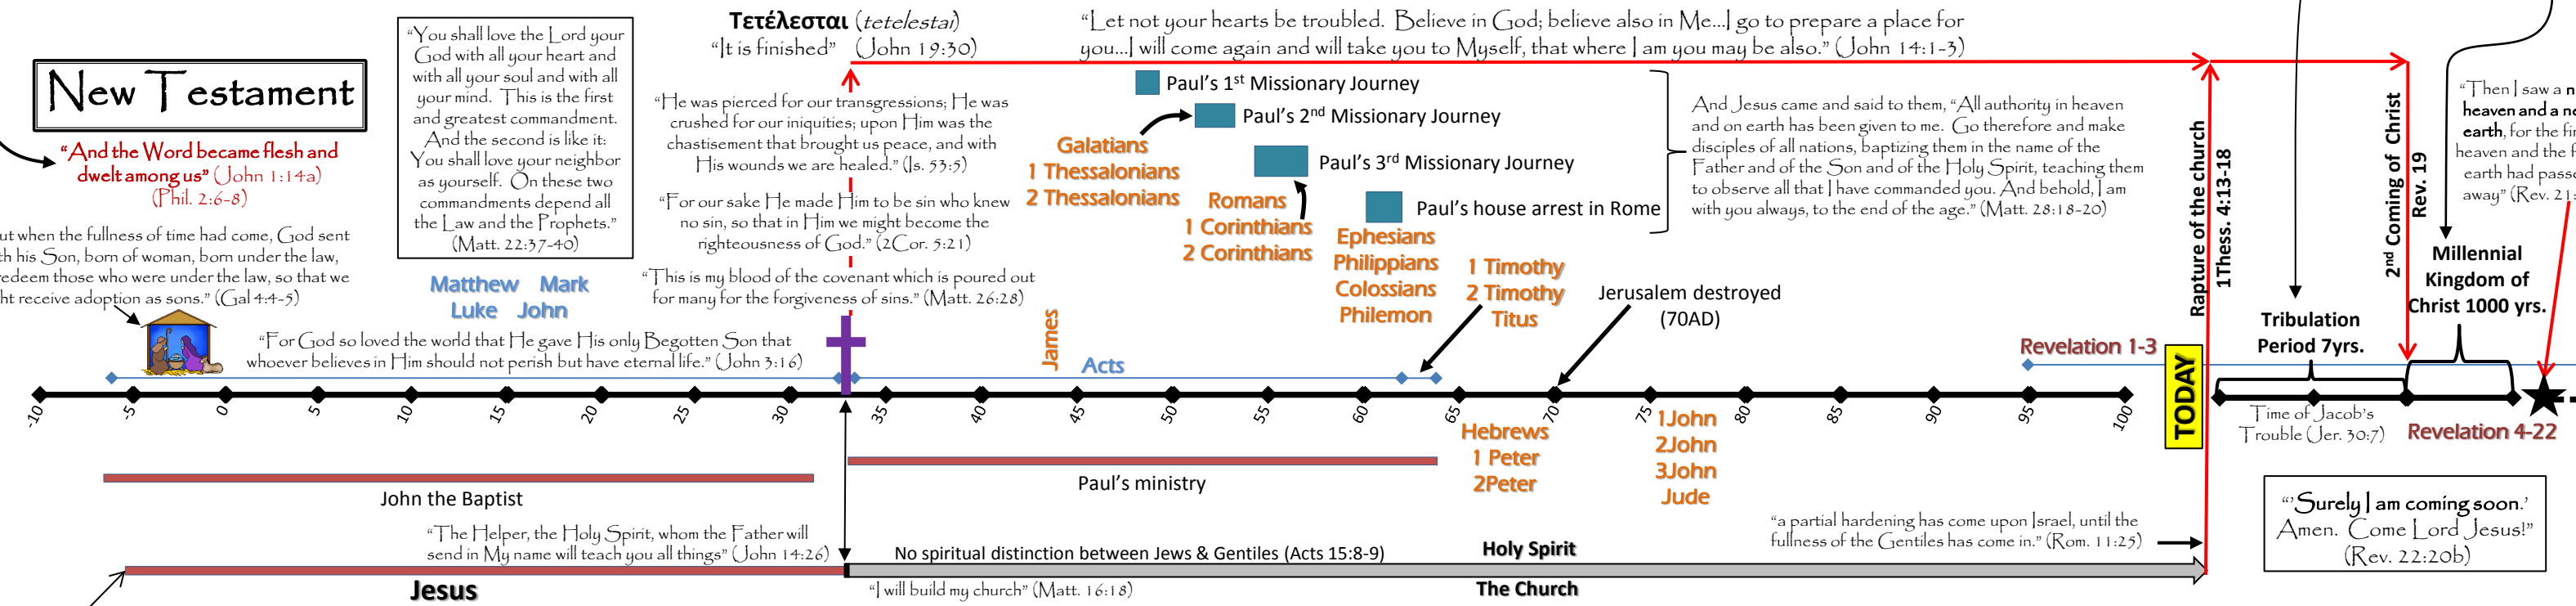 New Testament
“And the Word became flesh and
dwelt among us” (John 1:14a)
(Phil. 2:6-8)
ut when the fullness of time had come, God sent
th his Son, born of woman, born under the law,
redeem those who were under the law, so that we
ht receive adoption as sons.” (Gal 4:4-5)
“You shall love the Lord your
God with all your heart and
with all your soul and with all
your mind. This is the first
and greatest commandment.
And the second is like it:
You shall love your neighbor
as yourself. On these two
commandments depend all
the Law and the Prophets.”
(Matt. 22:37-40)
Matthew Mark
Luke John
“For God so loved the world that He gave His only Begotten Son that
whoever believes in Him should not perish but have eternal life.” (John 3:16)
Τετέλεσται (tetelestai)
“It is finished” (John 19:30)
“He was pierced for our transgressions; He was
crushed for our iniquities; upon Him was the
chastisement that brought us peace, and with
His wounds we are healed.” (Is. 53:5)
“For our sake He made Him to be sin who knew
no sin, so that in Him we might become the
righteousness of God.” (2Cor. 5:21)
“This is my blood of the covenant which is poured out
for many for the forgiveness of sins.” (Matt. 26:28)
“Let not your hearts be troubled. Believe in God; believe also in Me…I go to prepare a place for
you…I will come again and will take you to Myself, that where I am you may be also.” (John 14:1-3)
Paul’s 1st Missionary Journey
Paul’s 2nd Missionary Journey
Paul’s 3rd Missionary Journey
Paul’s house arrest in Rome
Galatians
1 Thessalonians
2 Thessalonians
Romans
1 Corinthians
2 Corinthians
Ephesians
Philippians
Colossians
Philemon
1 Timothy
2 Timothy
Titus
James
Acts
Jerusalem destroyed
(70AD)
And Jesus came and said to them, “All authority in heaven
and on earth has been given to me. Go therefore and make
disciples of all nations, baptizing them in the name of the
Father and of the Son and of the Holy Spirit, teaching them
to observe all that I have commanded you. And behold, I am
with you always, to the end of the age.” (Matt. 28:18-20)
Rapture of the church
1Thess. 4:13-18
2nd Coming of Christ
Rev. 19
“Then I saw a n
heaven and a ne
earth, for the fir
heaven and the f
earth had passe
away” (Rev. 21:
Millennial
Kingdom of
Christ 1000 yrs.
Tribulation
Period 7yrs.
Revelation 1-3
TODAY
-10 -5 0 5 10 15 20 25 30 35 40 45 50 55 60 65 70 75 80 85 90 95 100
Time of Jacob’s
Trouble (Jer. 30:7)
Revelation 4-22
Hebrews
1 Peter
2Peter
1John
2John
3John
Jude
John the Baptist
Paul’s ministry
“The Helper, the Holy Spirit, whom the Father will
send in My name will teach you all things” (John 14:26)
No spiritual distinction between Jews & Gentiles (Acts 15:8-9)
Holy Spirit
“a partial hardening has come upon Israel, until the
fullness of the Gentiles has come in.” (Rom. 11:25)
“‘Surely I am coming soon.’
Amen. Come Lord Jesus!”
(Rev. 22:20b)
Jesus
“I will build my church” (Matt. 16:18)
The Church